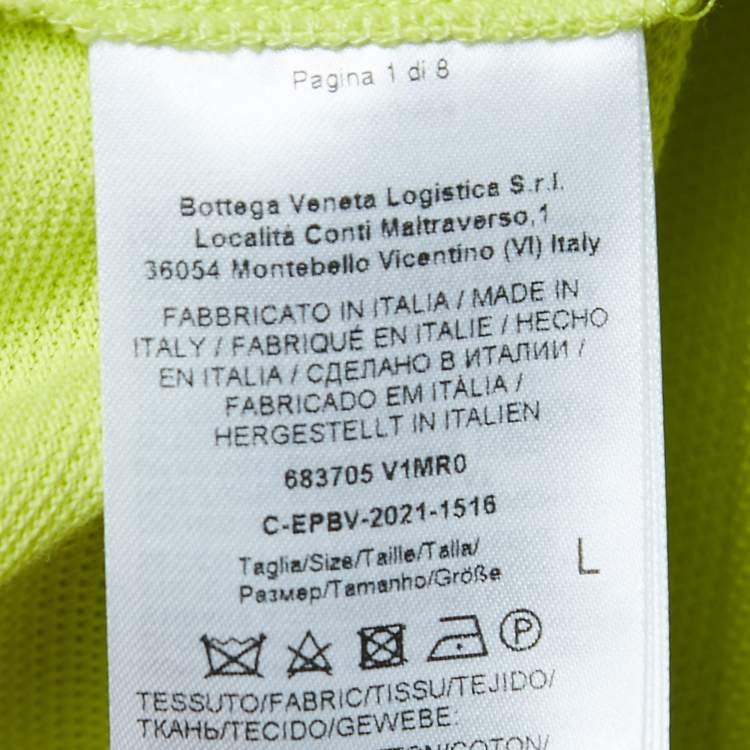 Pagina 1 di 8
Bottega Veneta Logistica S.r.l.
Località Conti Maltraverso,1
36054 Montebello Vicentino (VI) Italy
FABBRICATO IN ITALIA / MADE IN
ITALY / FABRIQUÉ EN ITALIE / HECHO
EN ITALIA / СДЕЛАНО В ИТАЛИИ /
FABRICADO EM ITÀLIA /
HERGESTELLT IN ITALIEN
683705 V1MR0
C-EPBV-2021-1516
Taglia/Size/Taille/Talla/
Размер/Tamanho/Größe
L
P
TESSUTO/FABRIC/TISSU/TEJIDO/
ТКАНЬ/TECIDO/GEWEBE: